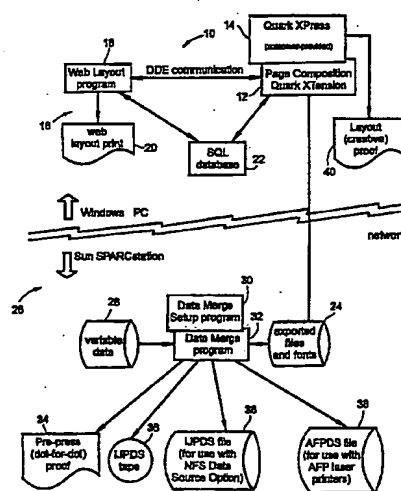 14
10
Quark XPress
16
Web Layout
program
DDE communication
Page Composition
Quark XTension
12
18
web
layout print
20
SQL
database
22
Layout
(creative)
proof
40
Windows PC
network
Sun SPARCstation
26
30
28
Data Merge
Setup program
32
24
variable
data
Data Merge
program
exported
files
and fonts
34
36
38
38
Pre-press
(dot-for-dot)
proof
IJPDS
tape
IJPDS file
(for use with
NFS Data
Source Option)
AFPDS file
(for use with
AFP laser
printers)